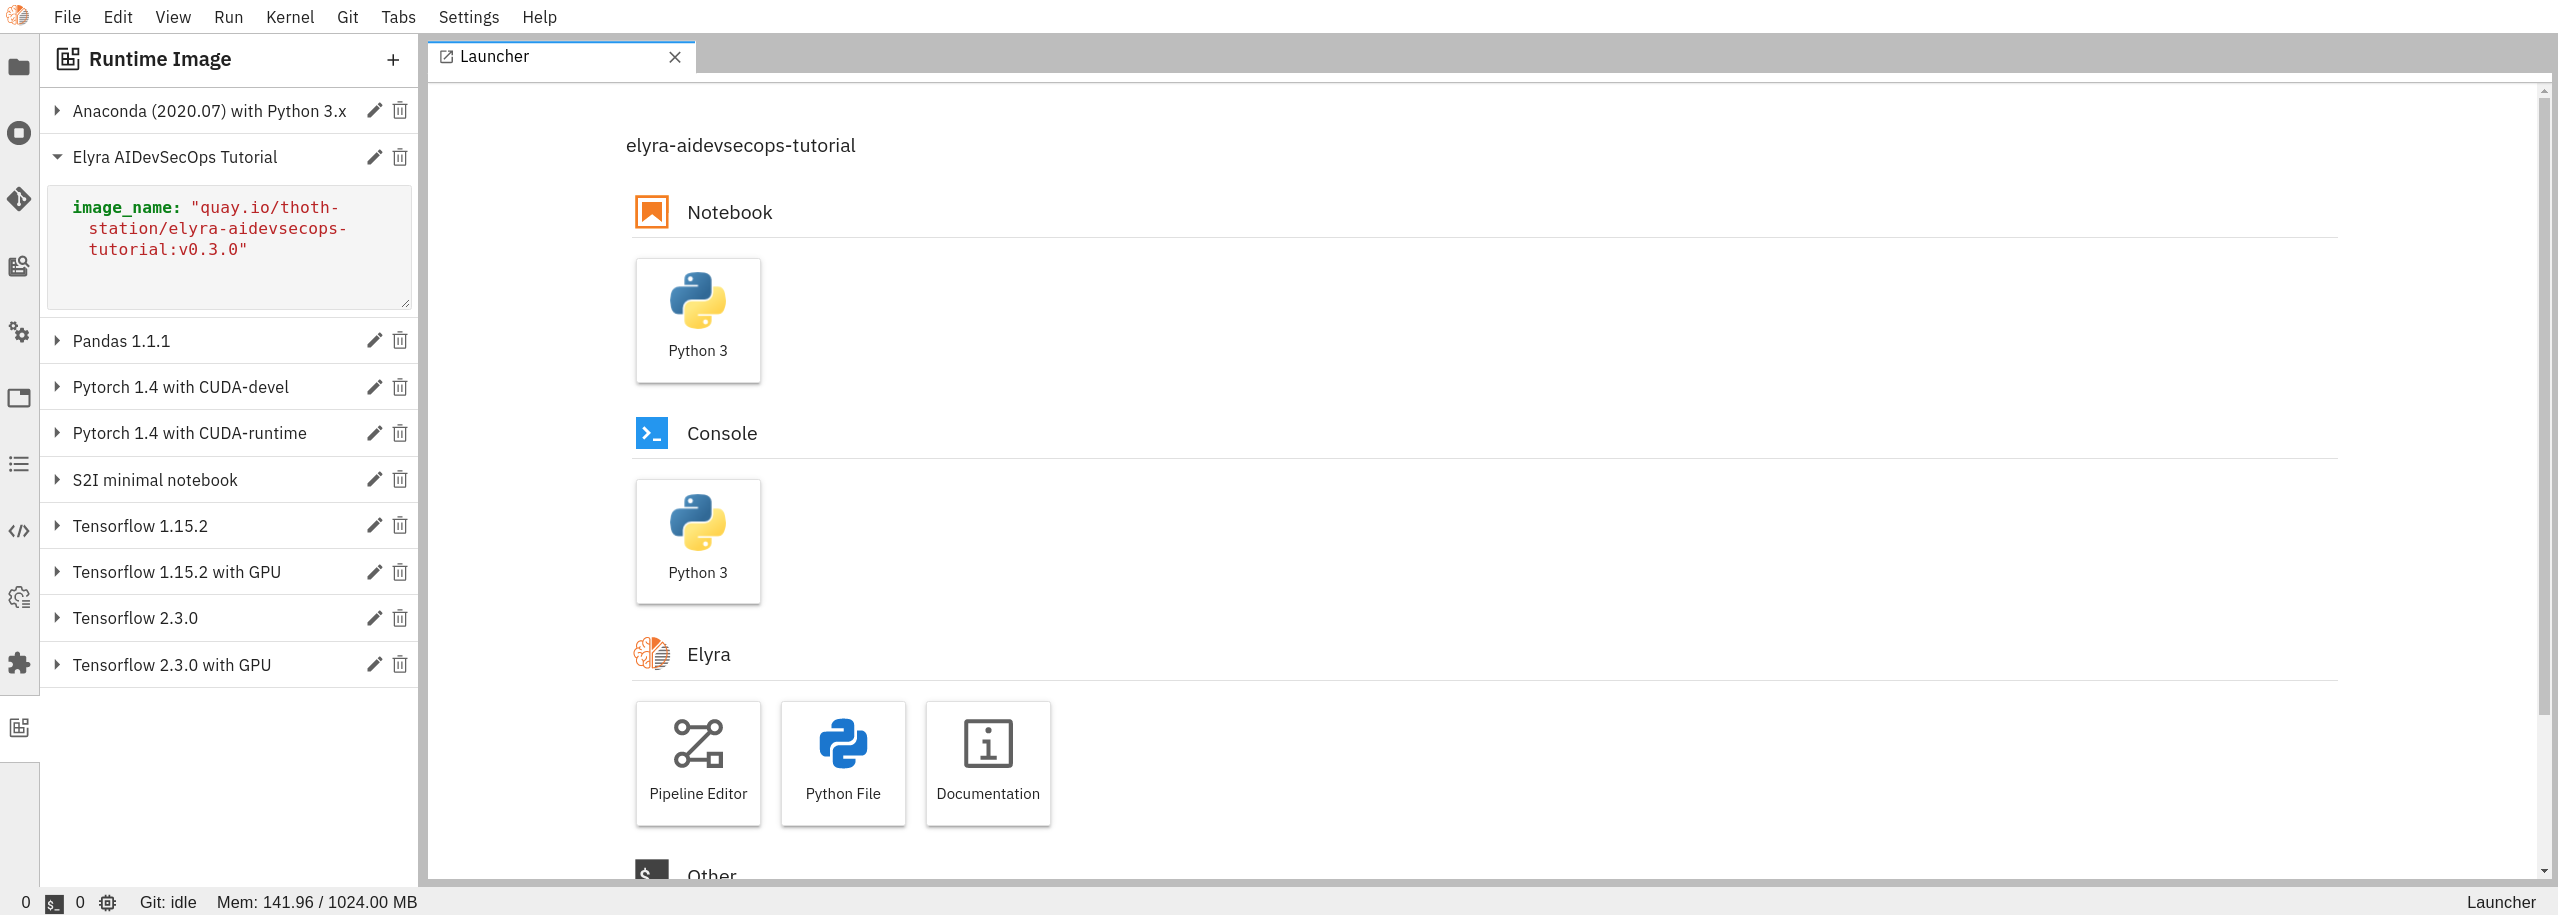 File Edit View Run Kernel Git Tabs Settings Help
Runtime Image
+
Anaconda (2020.07) with Python 3.x
Elyra AIDevSecOps Tutorial
image_name: "quay.io/thoth-
station/elyra-aidevsecops-
tutorial:v0.3.0"
Pandas 1.1.1
Pytorch 1.4 with CUDA-devel
Pytorch 1.4 with CUDA-runtime
S2I minimal notebook
Tensorflow 1.15.2
Tensorflow 1.15.2 with GPU
Tensorflow 2.3.0
Tensorflow 2.3.0 with GPU
Launcher
elyra-aidevsecops-tutorial
Notebook
Python 3
Console
Python 3
Elyra
Pipeline Editor
Python File
Documentation
Other
0 $_ 0 Git: idle Mem: 141.96 / 1024.00 MB
Launcher